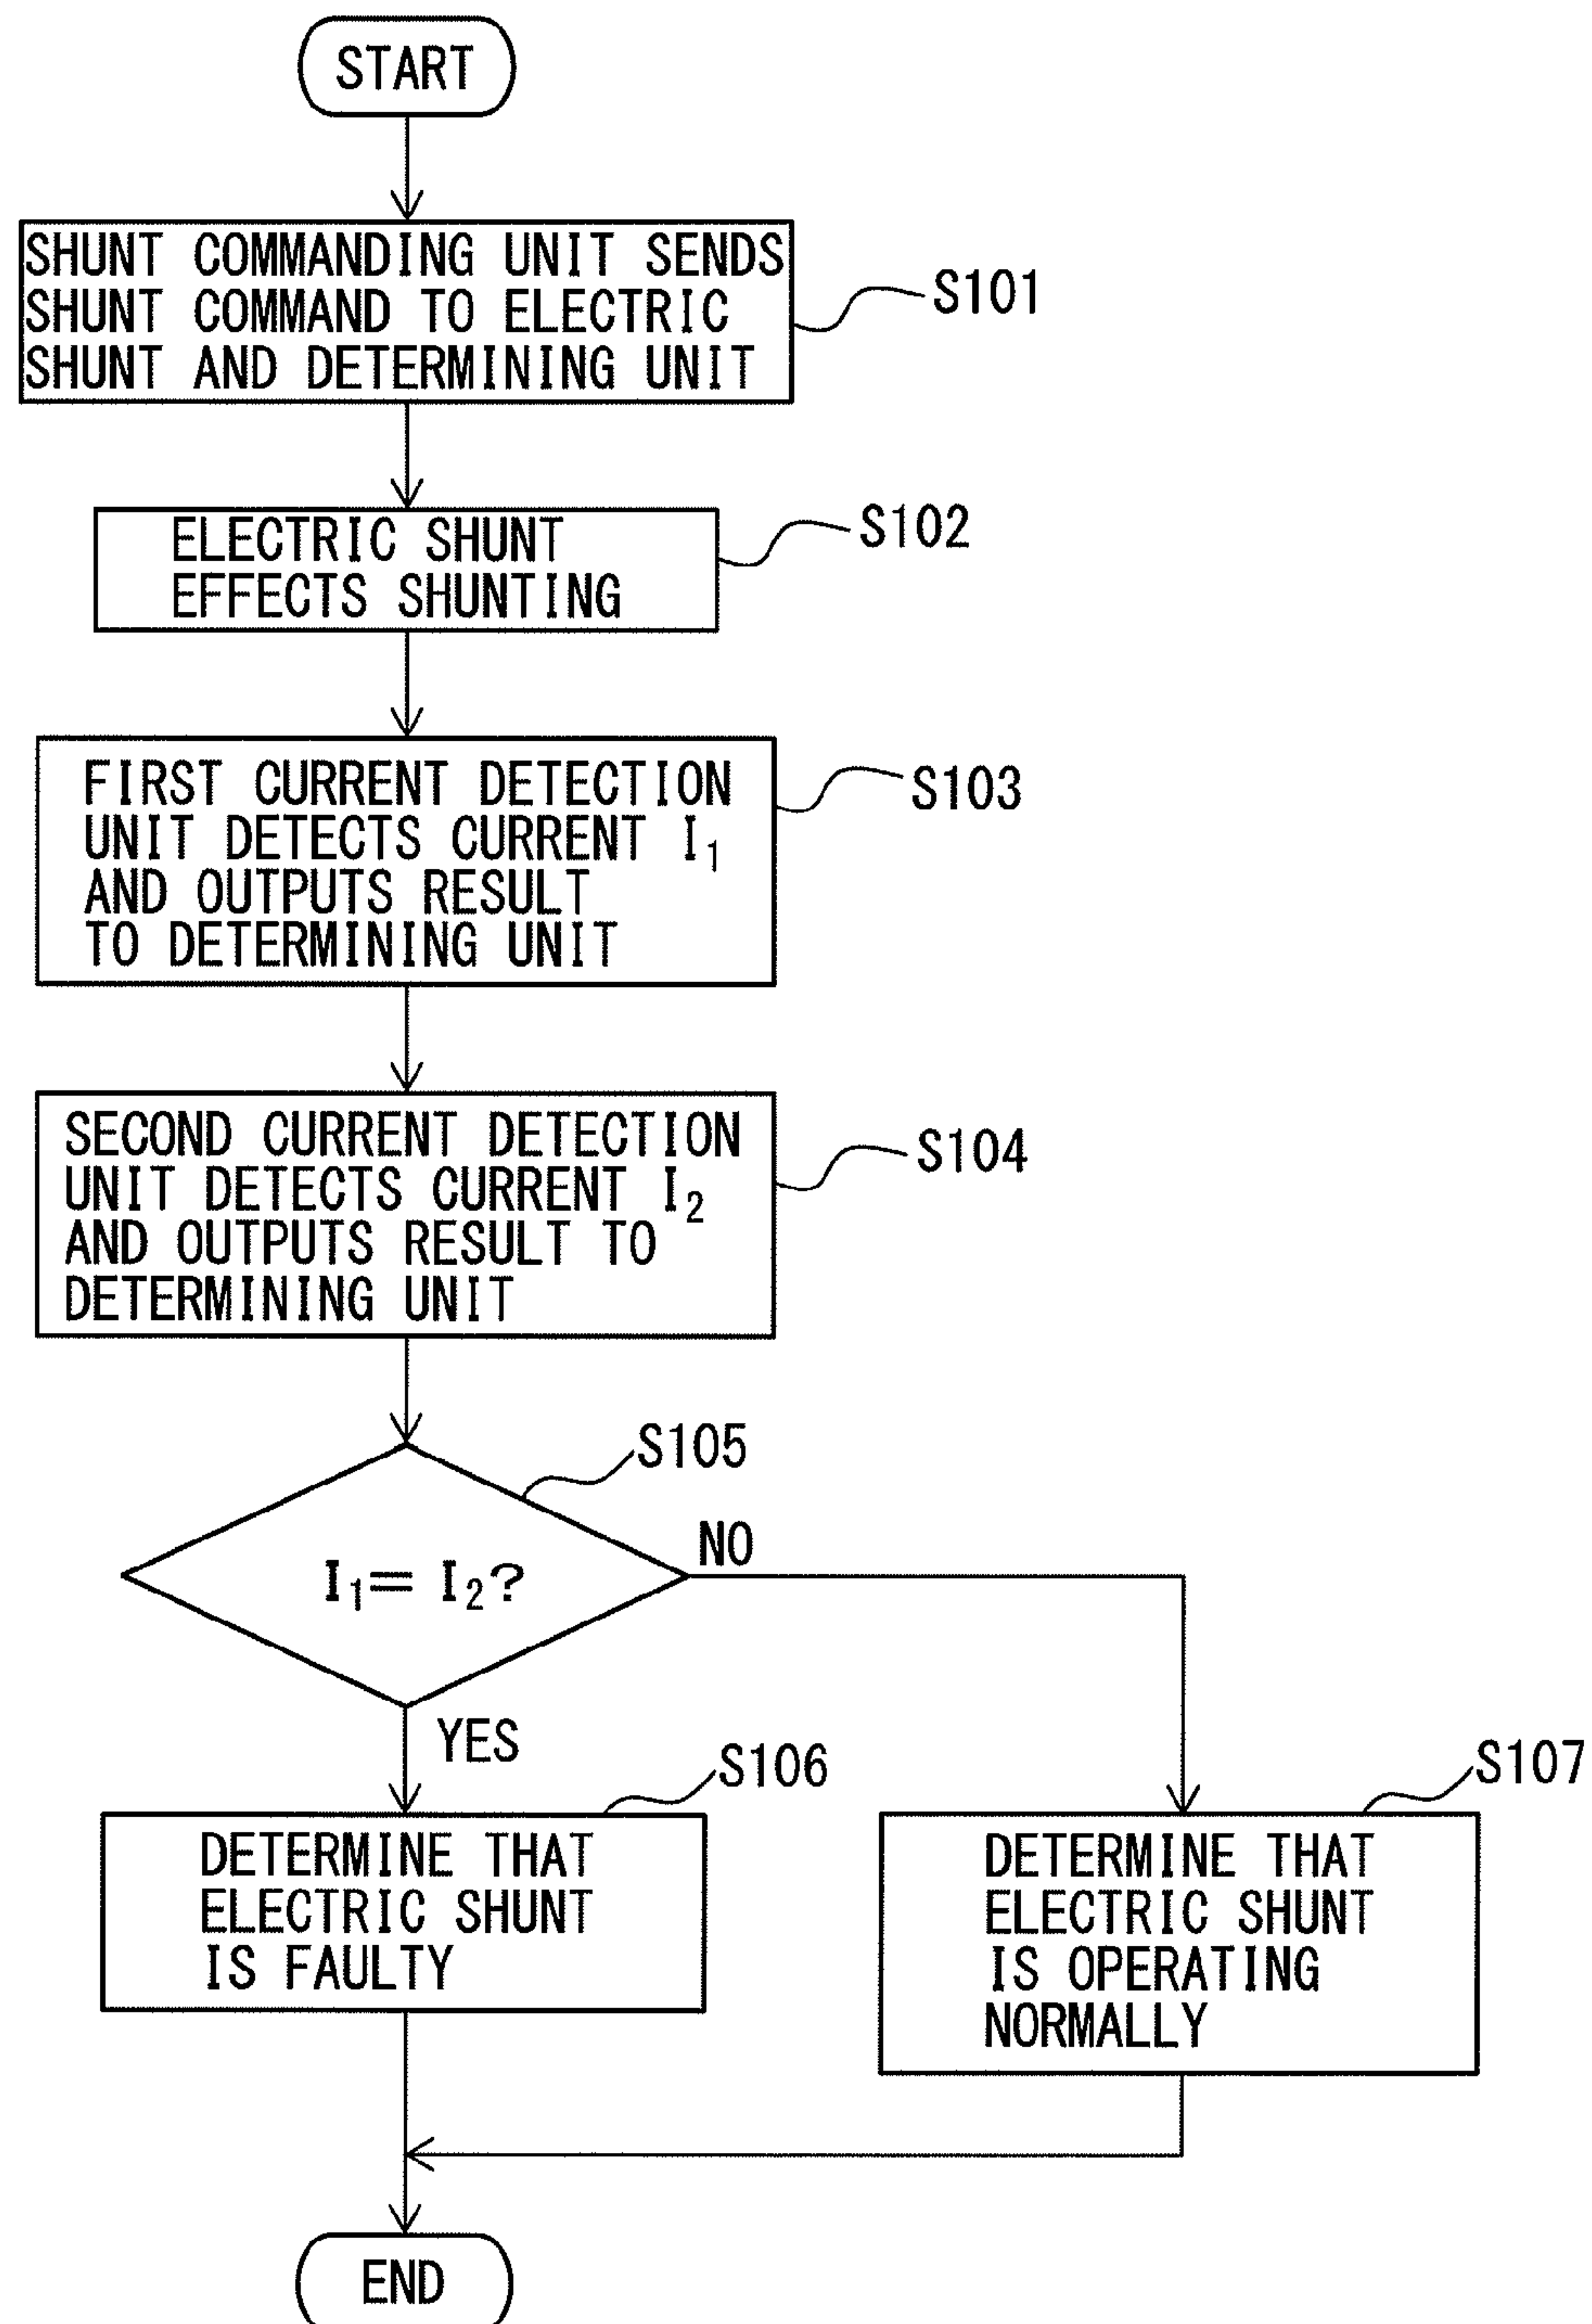 START
SHUNT COMMANDING UNIT SENDS
SHUNT COMMAND TO ELECTRIC
SHUNT AND DETERMINING UNIT
S101
ELECTRIC SHUNT
EFFECTS SHUNTING
S102
FIRST CURRENT DETECTION
UNIT DETECTS CURRENT I₁
AND OUTPUTS RESULT
TO DETERMINING UNIT
S103
SECOND CURRENT DETECTION
UNIT DETECTS CURRENT I₂
AND OUTPUTS RESULT TO
DETERMINING UNIT
S104
S105
I₁= I₂?
NO
YES
S106
DETERMINE THAT
ELECTRIC SHUNT
IS FAULTY
S107
DETERMINE THAT
ELECTRIC SHUNT
IS OPERATING
NORMALLY
END